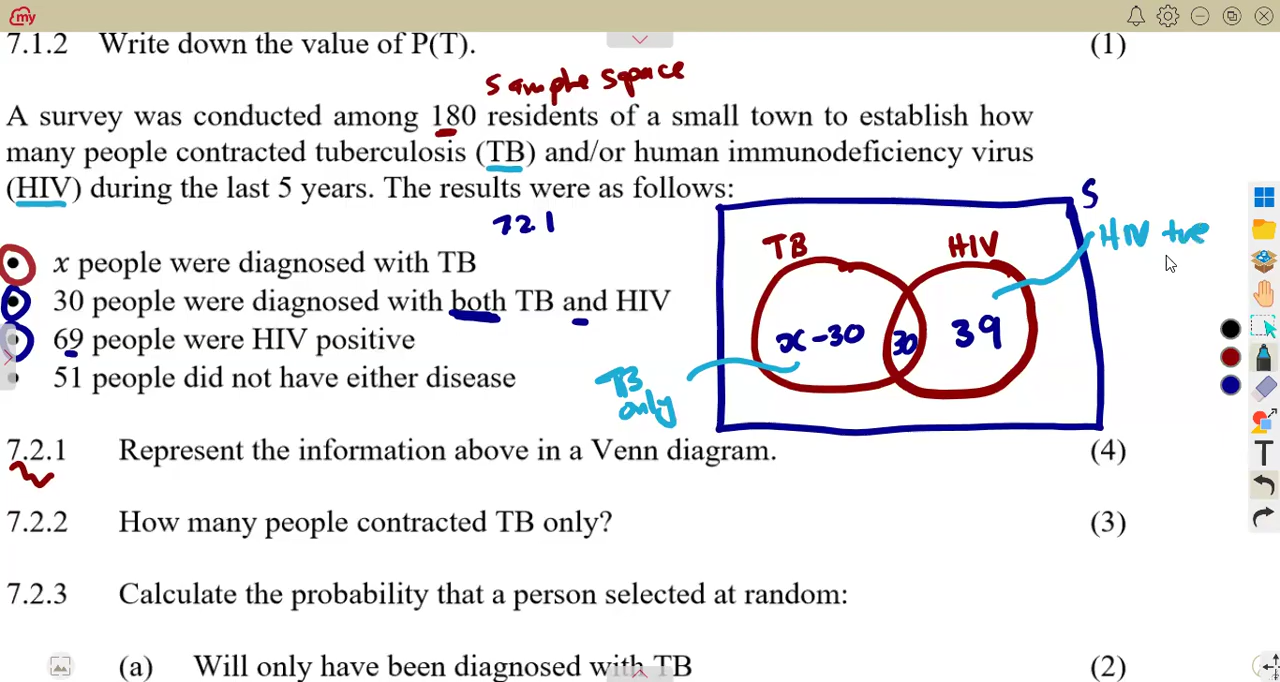 my
7.1.2 Write down the value of P(T). (1)
Sample space
A survey was conducted among 180 residents of a small town to establish how
many people contracted tuberculosis (TB) and/or human immunodeficiency virus
(HIV) during the last 5 years. The results were as follows:
7.2.1
S
TB HIV
HIV +ve
• x people were diagnosed with TB
• 30 people were diagnosed with both TB and HIV
• 69 people were HIV positive
• 51 people did not have either disease
x - 30 30 39
TB
only
7.2.1 Represent the information above in a Venn diagram. (4)
7.2.2 How many people contracted TB only? (3)
7.2.3 Calculate the probability that a person selected at random:
(a) Will only have been diagnosed with TB (2)
T